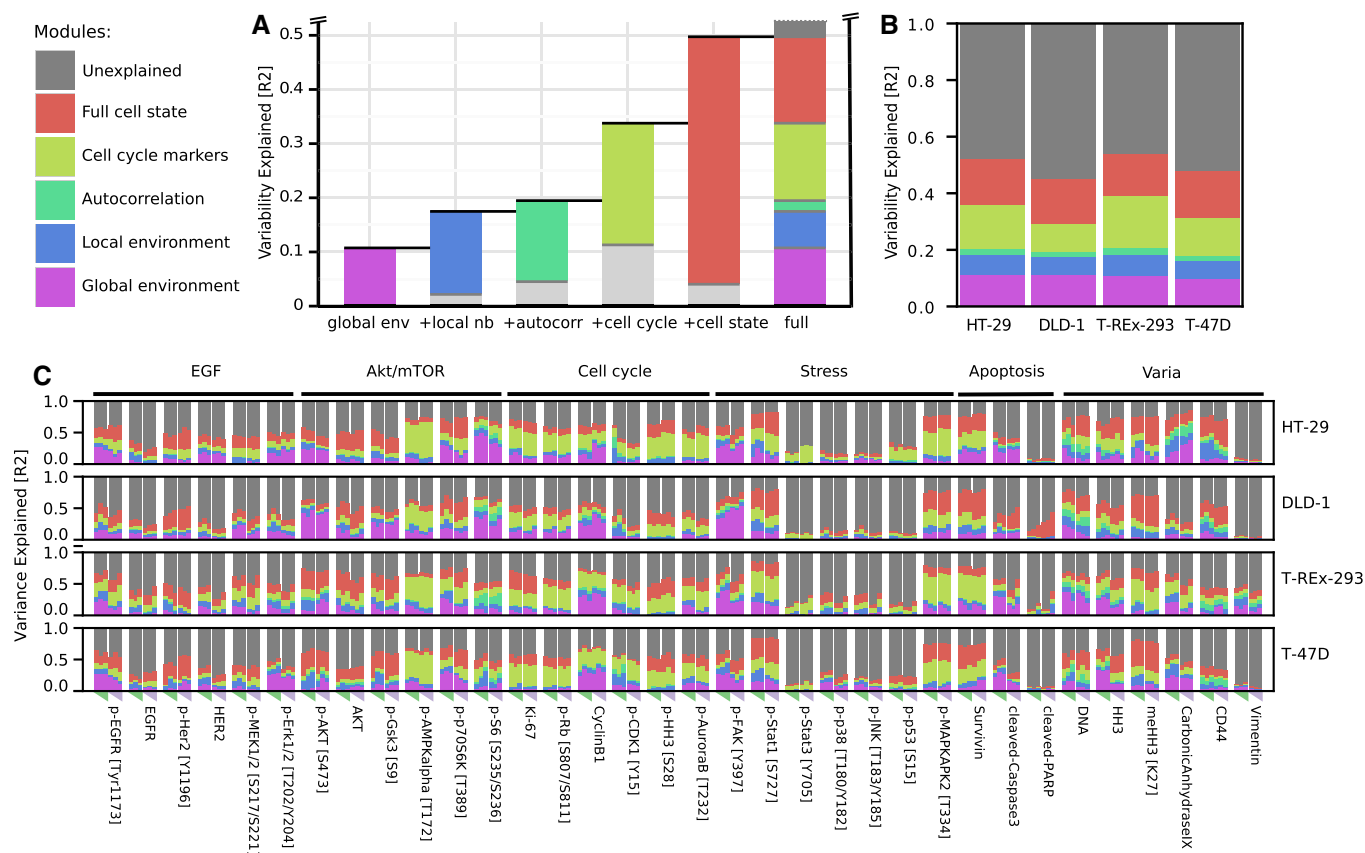 Modules:
Unexplained
Full cell state
Cell cycle markers
Autocorrelation
Local environment
Global environment
A
Variability Explained [R2]
0.5
0.4
0.3
0.2
0.1
0
global env
+local nb
+autocorr
+cell cycle
+cell state
full
B
Variability Explained [R2]
1.0
0.8
0.6
0.4
0.2
0.0
HT-29
DLD-1
T-REx-293
T-47D
C
EGF
Akt/mTOR
Cell cycle
Stress
Apoptosis
Varia
Variance Explained [R2]
1.0
0.5
0.0
HT-29
1.0
0.5
0.0
DLD-1
1.0
0.5
0.0
T-REx-293
1.0
0.5
0.0
T-47D
p-EGFR [Tyr1173]
EGFR
p-Her2 [Y1196]
HER2
p-MEK1/2 [S217/S221]
p-Erk1/2 [T202/Y204]
p-AKT [S473]
AKT
p-Gsk3 [S9]
p-AMPKalpha [T172]
p-p70S6K [T389]
p-S6 [S235/S236]
Ki-67
p-Rb [S807/S811]
CyclinB1
p-CDK1 [Y15]
p-HH3 [S28]
p-AuroraB [T232]
p-FAK [Y397]
p-Stat1 [S727]
p-Stat3 [Y705]
p-p38 [T180/Y182]
p-JNK [T183/Y185]
p-p53 [S15]
p-MAPKAPK2 [T334]
Survivin
cleaved-Caspase3
cleaved-PARP
DNA
HH3
meHH3 [K27]
CarbonicAnhydraseIX
CD44
Vimentin